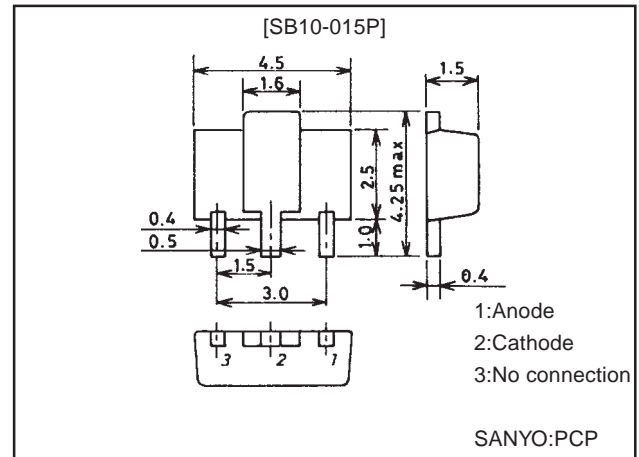 [SB10-015P]
4.5
1.6
1.5
2.5
4.25 max
1.0
0.4
0.5
1.5
3.0
0.4
3 2 1
1:Anode
2:Cathode
3:No connection
SANYO:PCP